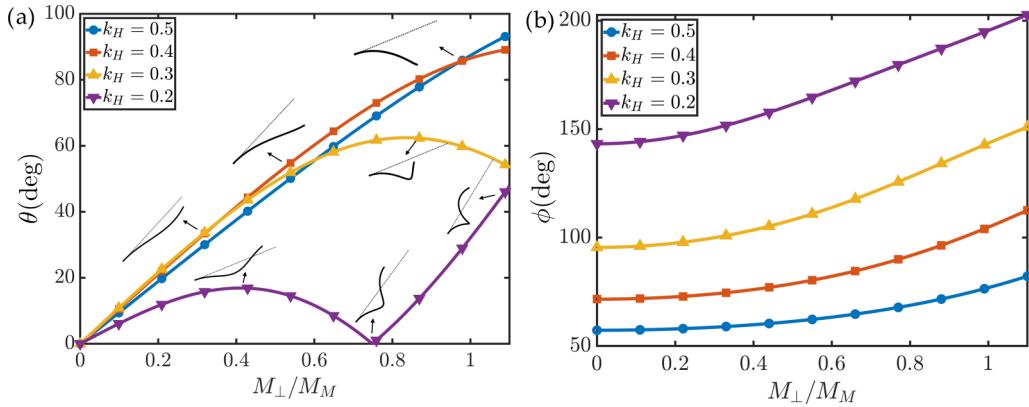 (a)
k_H = 0.5
k_H = 0.4
k_H = 0.3
k_H = 0.2
100
80
60
40
20
0
θ(deg)
0 0.2 0.4 0.6 0.8 1
M_⊥/M_M
(b)
k_H = 0.5
k_H = 0.4
k_H = 0.3
k_H = 0.2
200
150
100
50
ϕ(deg)
0 0.2 0.4 0.6 0.8 1
M_⊥/M_M